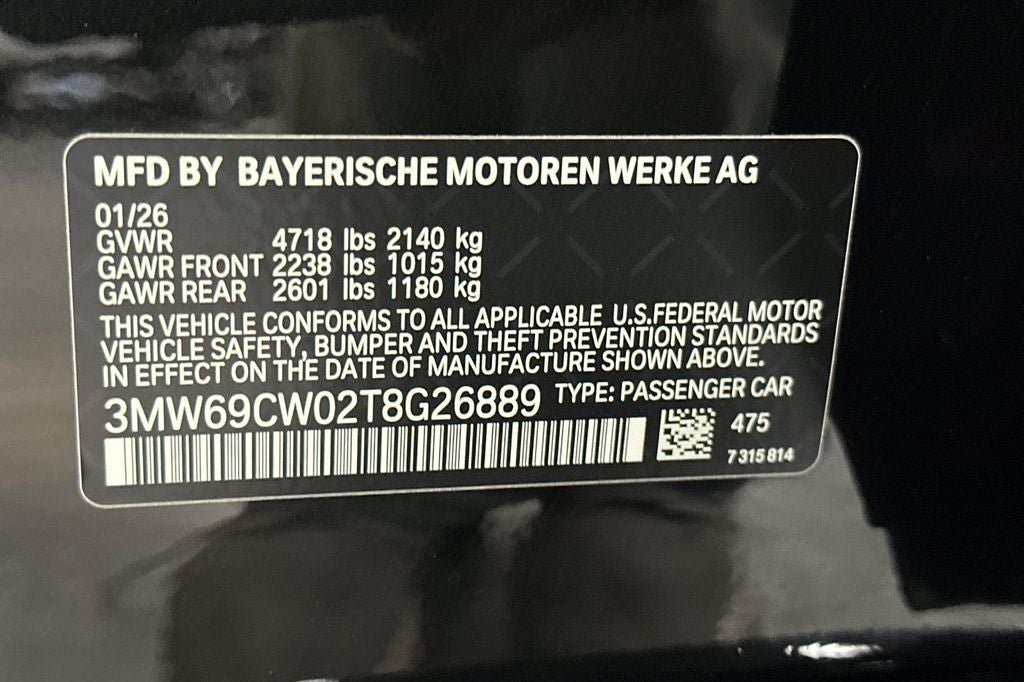 MFD BY BAYERISCHE MOTOREN WERKE AG
01/26
GVWR 4718 lbs 2140 kg
GAWR FRONT 2238 lbs 1015 kg
GAWR REAR 2601 lbs 1180 kg
THIS VEHICLE CONFORMS TO ALL APPLICABLE U.S.FEDERAL MOTOR
VEHICLE SAFETY, BUMPER AND THEFT PREVENTION STANDARDS
IN EFFECT ON THE DATE OF MANUFACTURE SHOWN ABOVE.
3MW69CW02T8G26889 TYPE: PASSENGER CAR
475
7 315 814